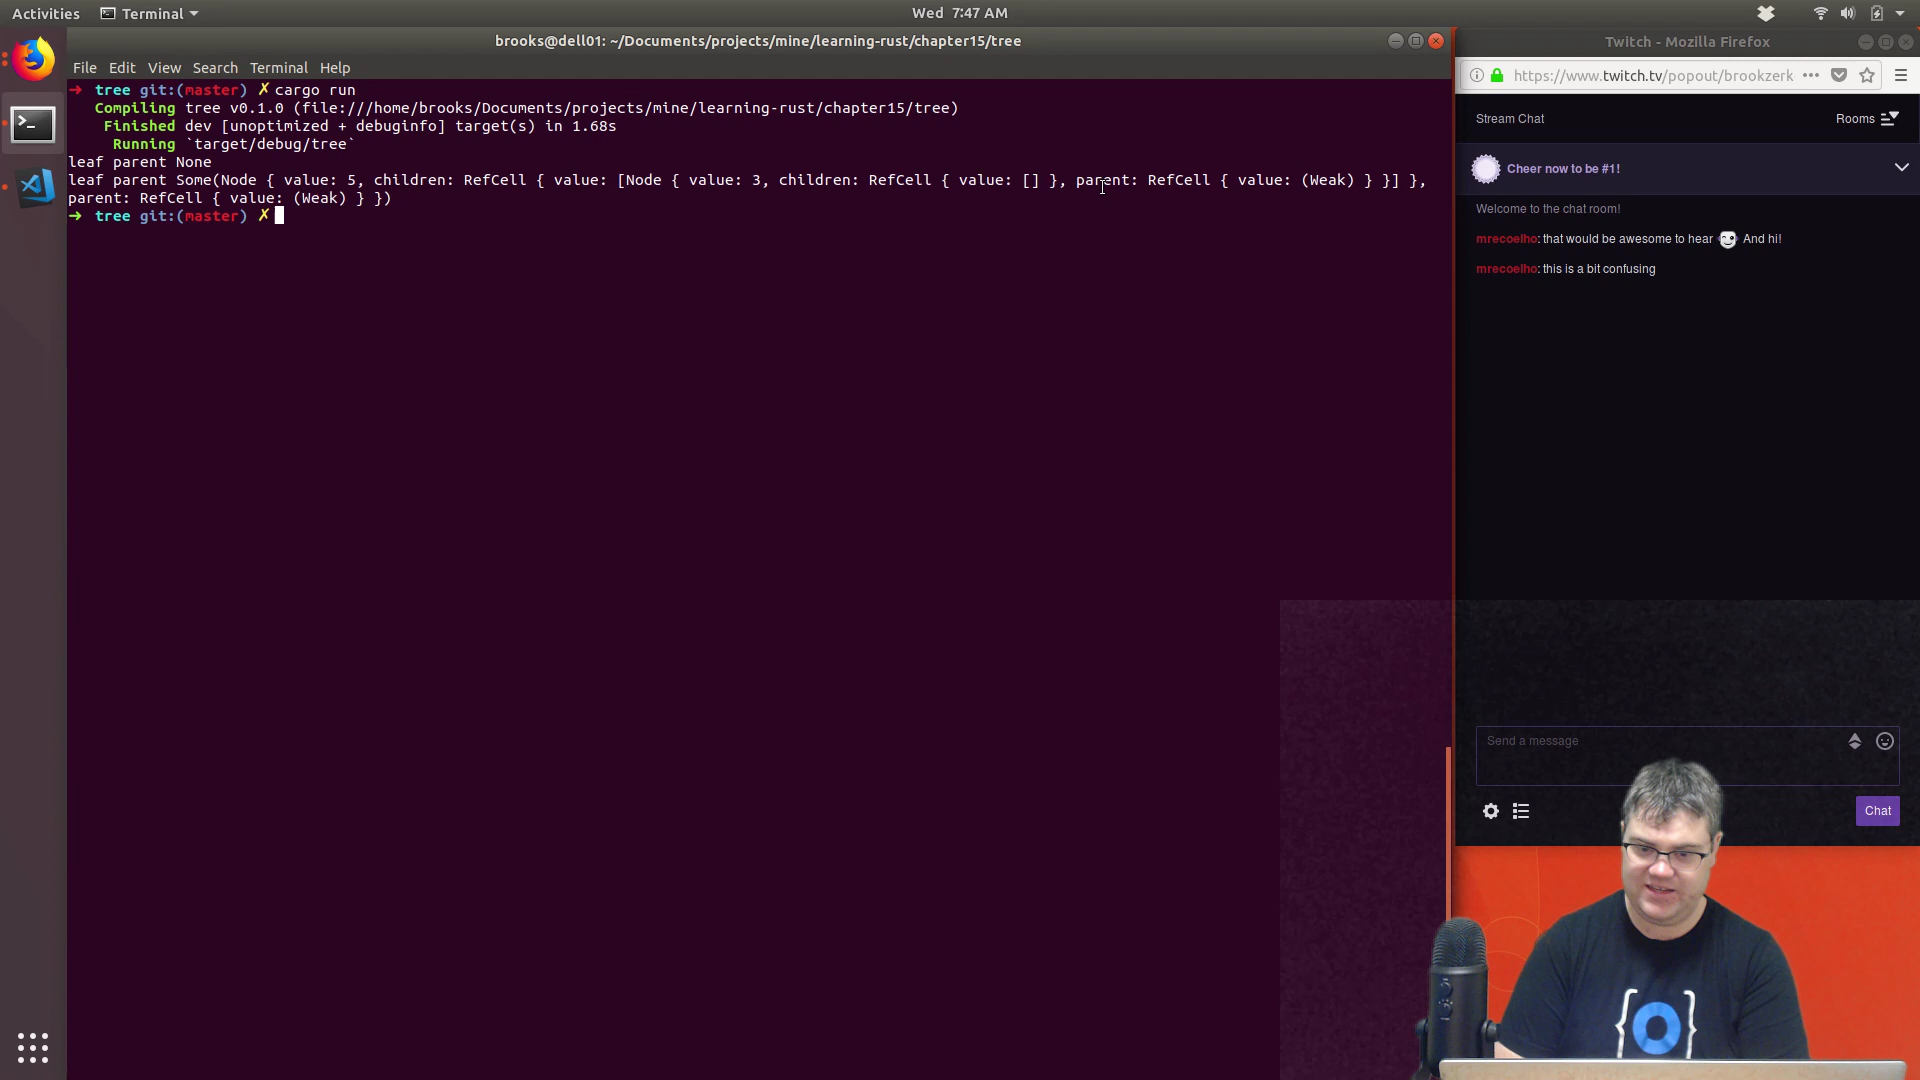 Activities Terminal Wed 7:47 AM
brooks@dell01: ~/Documents/projects/mine/learning-rust/chapter15/tree
File Edit View Search Terminal Help
➜ tree git:(master) ✗ cargo run
Compiling tree v0.1.0 (file:///home/brooks/Documents/projects/mine/learning-rust/chapter15/tree)
Finished dev [unoptimized + debuginfo] target(s) in 1.68s
Running `target/debug/tree`
leaf parent None
leaf parent Some(Node { value: 5, children: RefCell { value: [Node { value: 3, children: RefCell { value: [] }, parent: RefCell { value: (Weak) } }] },
parent: RefCell { value: (Weak) } })
➜ tree git:(master) ✗
Twitch - Mozilla Firefox
https://www.twitch.tv/popout/brookzerk
Stream Chat Rooms
Cheer now to be #1!
Welcome to the chat room!
mrecoelho: that would be awesome to hear And hi!
mrecoelho: this is a bit confusing
Send a message
Chat